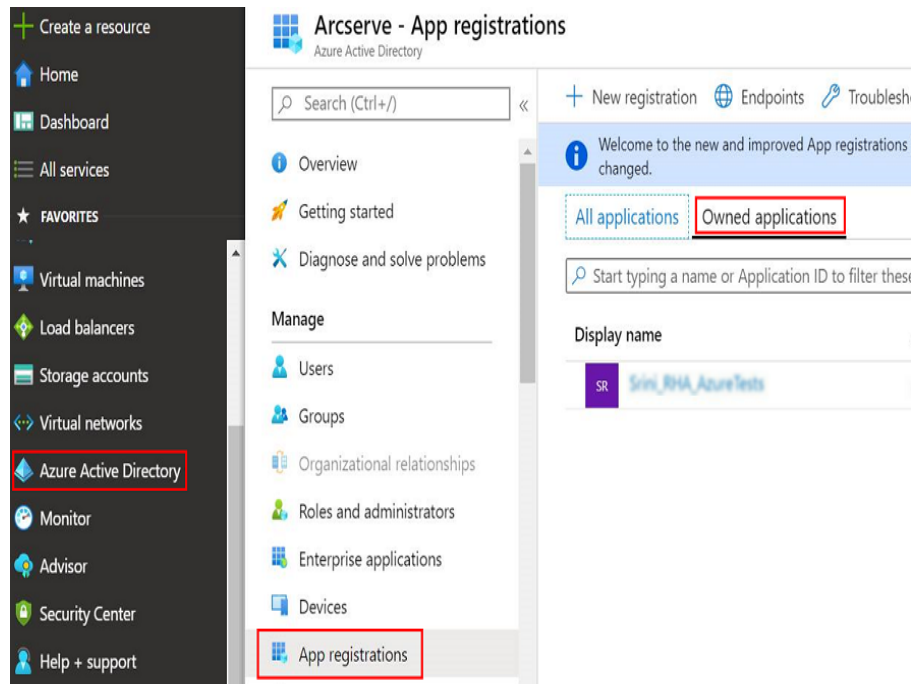 Create a resource
Home
Dashboard
All services
FAVORITES
Virtual machines
Load balancers
Storage accounts
Virtual networks
Azure Active Directory
Monitor
Advisor
Security Center
Help + support
Arcserve - App registrations
Azure Active Directory
Search (Ctrl+/)
«
Overview
Getting started
Diagnose and solve problems
Manage
Users
Groups
Organizational relationships
Roles and administrators
Enterprise applications
Devices
App registrations
New registration Endpoints Troublesh
Welcome to the new and improved App registrations
changed.
All applications Owned applications
Start typing a name or Application ID to filter these
Display name
SR Srini_RHA_AzureTests